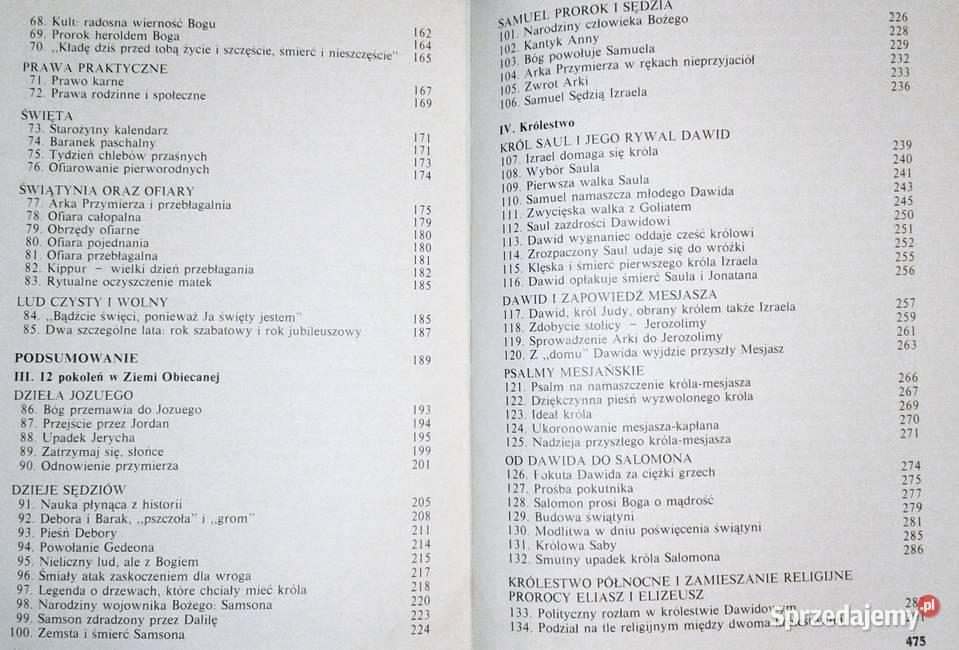 68. Kult: radosna wierność Bogu 162
69. Prorok heroldem Boga 164
70. ,,Kładę dziś przed tobą życie i szczęście, śmierć i nieszczęście" 165
PRAWA PRAKTYCZNE
71. Prawo karne 167
72. Prawa rodzinne i społeczne 169
ŚWIĘTA
73. Starożytny kalendarz 171
74. Baranek paschalny 171
75. Tydzień chlebów przaśnych 173
76. Ofiarowanie pierworodnych 174
ŚWIĄTYNIA ORAZ OFIARY
77. Arka Przymierza i przebłagalnia 175
78. Ofiara całopalna 179
79. Obrzędy ofiarne 180
80. Ofiara pojednania 180
81. Ofiara przebłagalna 181
82. Kippur – wielki dzień przebłagania 182
83. Rytualne oczyszczenie matek 185
LUD CZYSTY I WOLNY
84. ,,Bądźcie święci, ponieważ Ja święty jestem" 185
85. Dwa szczególne lata: rok szabatowy i rok jubileuszowy 187
PODSUMOWANIE 189
III. 12 pokoleń w Ziemi Obiecanej
DZIEŁA JOZUEGO
86. Bóg przemawia do Jozuego 193
87. Przejście przez Jordan 194
88. Upadek Jerycha 195
89. Zatrzymaj się, słońce 199
90. Odnowienie przymierza 201
DZIEJE SĘDZIÓW
91. Nauka płynąca z historii 205
92. Debora i Barak, ,,pszczoła" i ,,grom" 208
93. Pieśń Debory 211
94. Powołanie Gedeona 214
95. Nieliczny lud, ale z Bogiem 215
96. Śmiały atak zaskoczeniem dla wroga 217
97. Legenda o drzewach, które chciały mieć króla 218
98. Narodziny wojownika Bożego: Samsona 220
99. Samson zdradzony przez Dalilę 223
100. Zemsta i śmierć Samsona 224
SAMUEL PROROK I SĘDZIA
101. Narodziny człowieka Bożego 226
102. Kantyk Anny 228
103. Bóg powołuje Samuela 229
104. Arka Przymierza w rękach nieprzyjaciół 232
105. Zwrot Arki 233
106. Samuel Sędzią Izraela 236
IV. Królestwo
KRÓL SAUL I JEGO RYWAL DAWID
107. Izrael domaga się króla 239
108. Wybór Saula 240
109. Pierwsza walka Saula 241
110. Samuel namaszcza młodego Dawida 243
111. Zwycięska walka z Goliatem 245
112. Saul zazdrości Dawidowi 250
113. Dawid wygnaniec oddaje cześć królowi 251
114. Zrozpaczony Saul udaje się do wróżki 252
115. Klęska i śmierć pierwszego króla Izraela 255
116. Dawid opłakuje śmierć Saula i Jonatana 256
DAWID I ZAPOWIEDŹ MESJASZA
117. Dawid, król Judy, obrany królem także Izraela 257
118. Zdobycie stolicy – Jerozolimy 259
119. Sprowadzenie Arki do Jerozolimy 261
120. Z ,,domu" Dawida wyjdzie przyszły Mesjasz 263
PSALMY MESJAŃSKIE
121. Psalm na namaszczenie króla-mesjasza 266
122. Dziękczynna pieśń wyzwolonego króla 267
123. Ideał króla 269
124. Ukoronowanie mesjasza-kapłana 270
125. Nadzieja przyszłego króla-mesjasza 271
OD DAWIDA DO SALOMONA
126. Pokuta Dawida za ciężki grzech 274
127. Prośba pokutnika 275
128. Salomon prosi Boga o mądrość 277
129. Budowa świątyni 279
130. Modlitwa w dniu poświęcenia świątyni 281
131. Królowa Saby 285
132. Smutny upadek króla Salomona 286
KRÓLESTWO PÓŁNOCNE I ZAMIESZANIE RELIGIJNE
PROROCY ELIASZ I ELIZEUSZ
133. Polityczny rozłam w królestwie Dawidowym
134. Podział na tle religijnym między dwoma
Sprzedajemy.pl
475